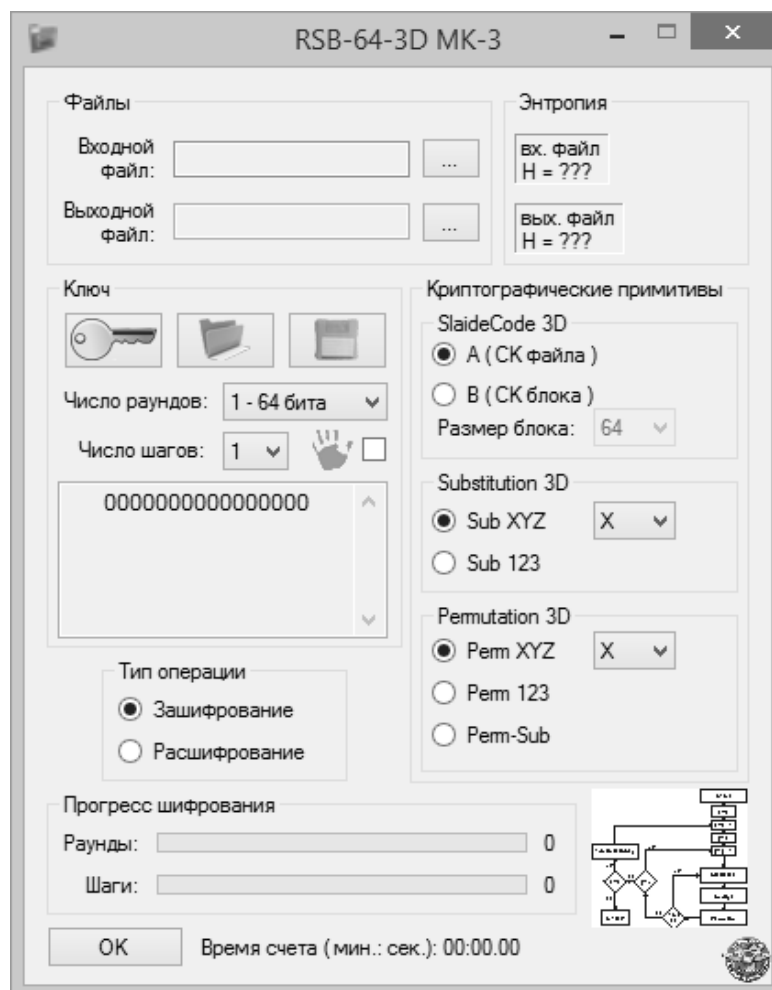 RSB-64-3D МК-3
Файлы
Входной
файл:
...
Выходной
файл:
...
Энтропия
вх. файл
H = ???
вых. файл
H = ???
Ключ
Число раундов: 1 - 64 бита
Число шагов: 1
0000000000000000
Криптографические примитивы
SlaideCode 3D
A ( СК файла )
B ( СК блока )
Размер блока: 64
Substitution 3D
Sub XYZ X
Sub 123
Permutation 3D
Perm XYZ X
Perm 123
Perm-Sub
Тип операции
Зашифрование
Расшифрование
Прогресс шифрования
Раунды: 0
Шаги: 0
OK Время счета ( мин.: сек.): 00:00.00